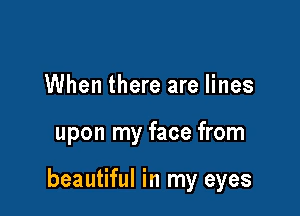 When there are lines
upon my face from
beautiful in my eyes